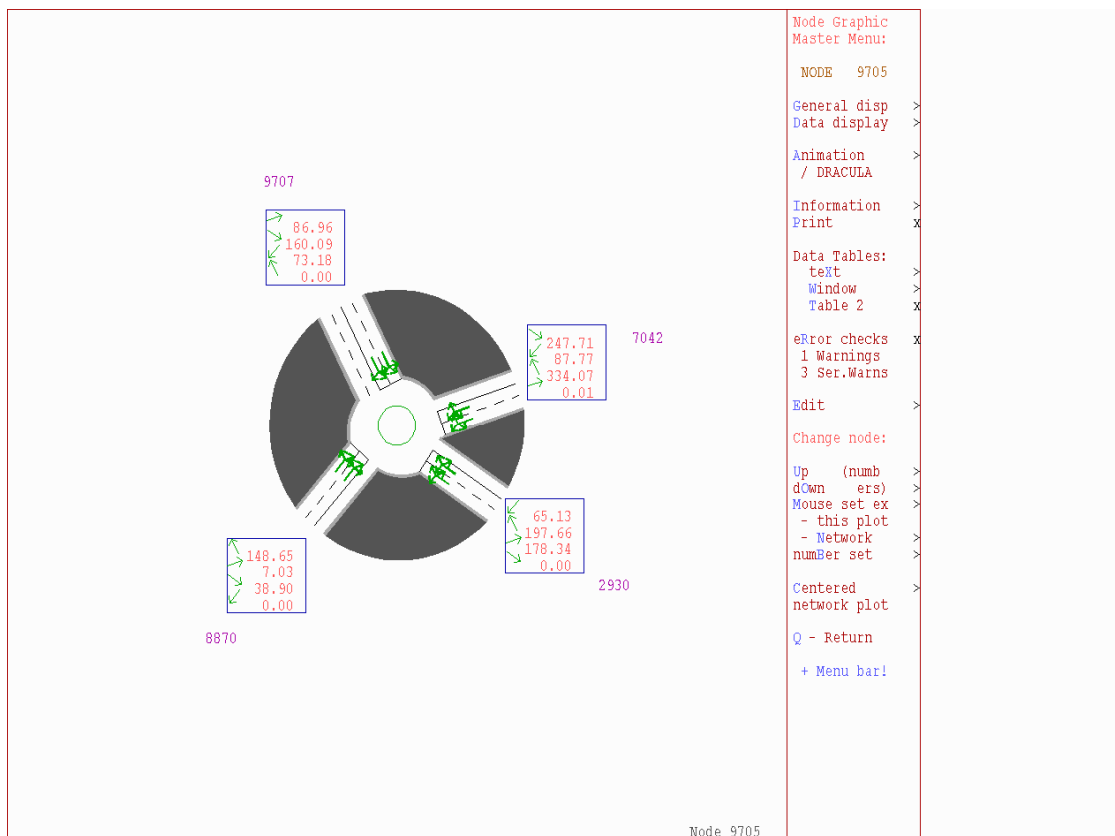 9707
86.96
160.09
73.18
0.00
7042
247.71
87.77
334.07
0.01
65.13
197.66
178.34
0.00
2930
148.65
7.03
38.90
0.00
8870
Node 9705
Node Graphic
Master Menu:
NODE 9705
General disp >
Data display >
Animation >
/ DRACULA
Information >
Print x
Data Tables:
teXt >
Window >
Table 2 x
eRror checks x
1 Warnings
3 Ser.Warns
Edit >
Change node:
Up (numb >
dOwn ers) >
Mouse set ex >
- this plot
- Network >
numBer set >
Centered >
network plot
Q - Return
+ Menu bar!